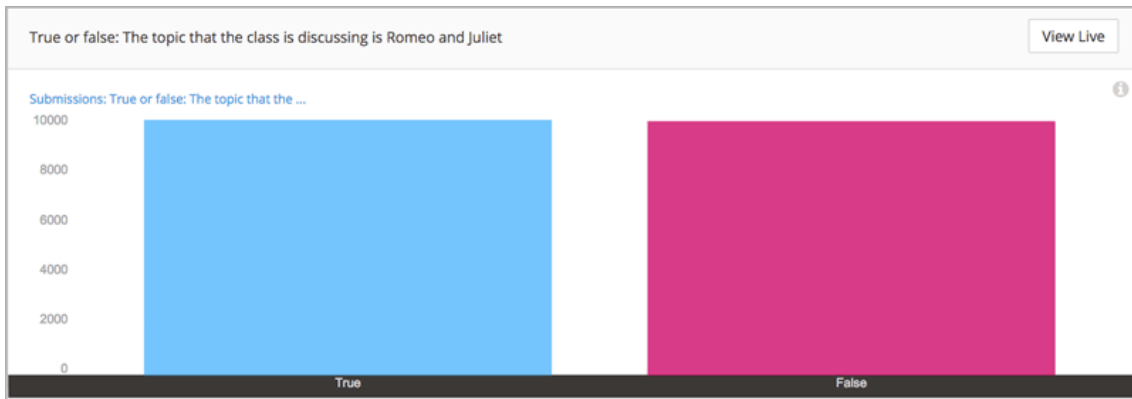 True or false: The topic that the class is discussing is Romeo and Juliet
View Live
Submissions: True or false: The topic that the ...
10000
8000
6000
4000
2000
0
True
False